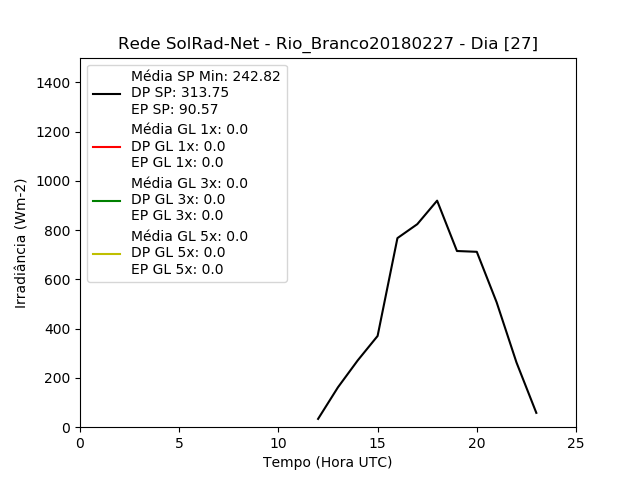 Rede SolRad-Net - Rio_Branco20180227 - Dia [27]
Média SP Min: 242.82
DP SP: 313.75
EP SP: 90.57
Média GL 1x: 0.0
DP GL 1x: 0.0
EP GL 1x: 0.0
Média GL 3x: 0.0
DP GL 3x: 0.0
EP GL 3x: 0.0
Média GL 5x: 0.0
DP GL 5x: 0.0
EP GL 5x: 0.0
Irradiância (Wm-2)
1400
1200
1000
800
600
400
200
0
0 5 10 15 20 25
Tempo (Hora UTC)